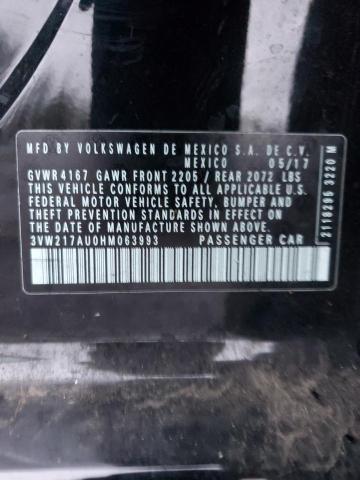 MFD BY VOLKSWAGEN DE MEXICO S.A. DE C.V.
MEXICO 05/17
GVWR4167 GAWR FRONT 2205 / REAR 2072 LBS
THIS VEHICLE CONFORMS TO ALL APPLICABLE U.S.
FEDERAL MOTOR VEHICLE SAFETY, BUMPER, AND
THEFT PREVENTION STANDARDS IN EFFECT ON THE
DATE OF MANUFACTURE SHOWN ABOVE.
3VW217AU0HM063993 PASSENGER CAR